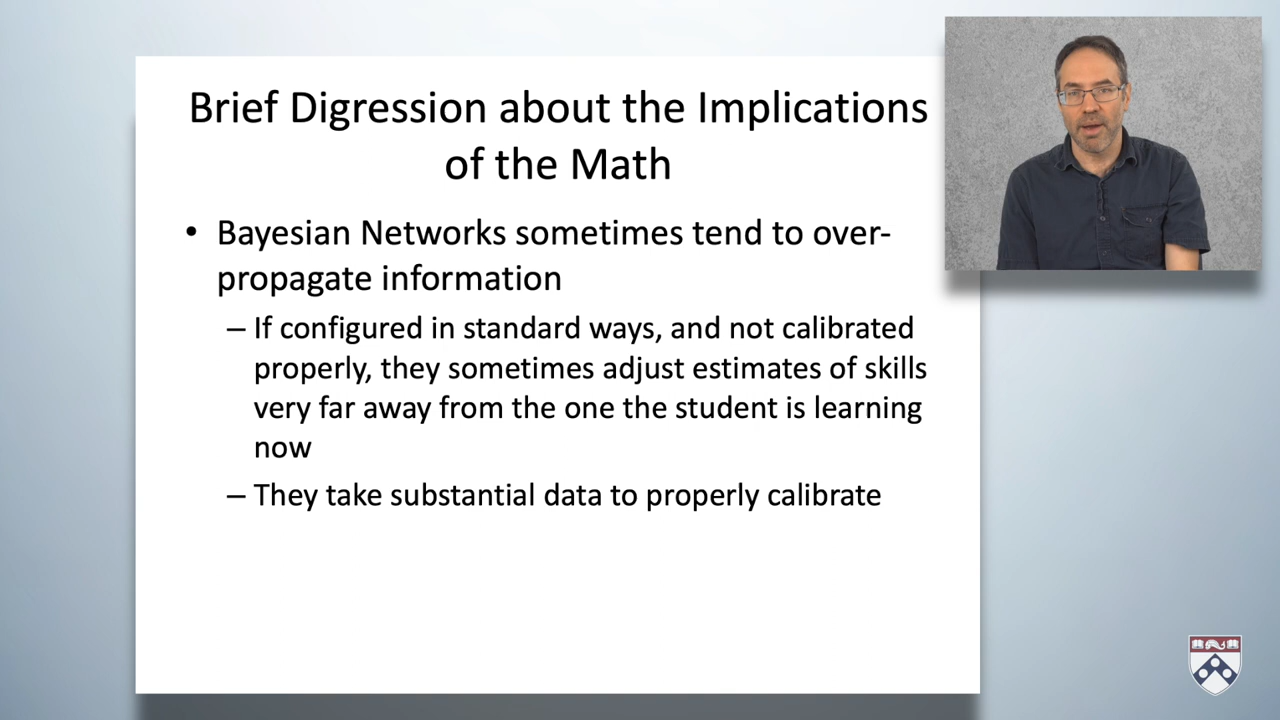 Brief Digression about the Implications
of the Math
• Bayesian Networks sometimes tend to over-
propagate information
– If configured in standard ways, and not calibrated
properly, they sometimes adjust estimates of skills
very far away from the one the student is learning
now
– They take substantial data to properly calibrate